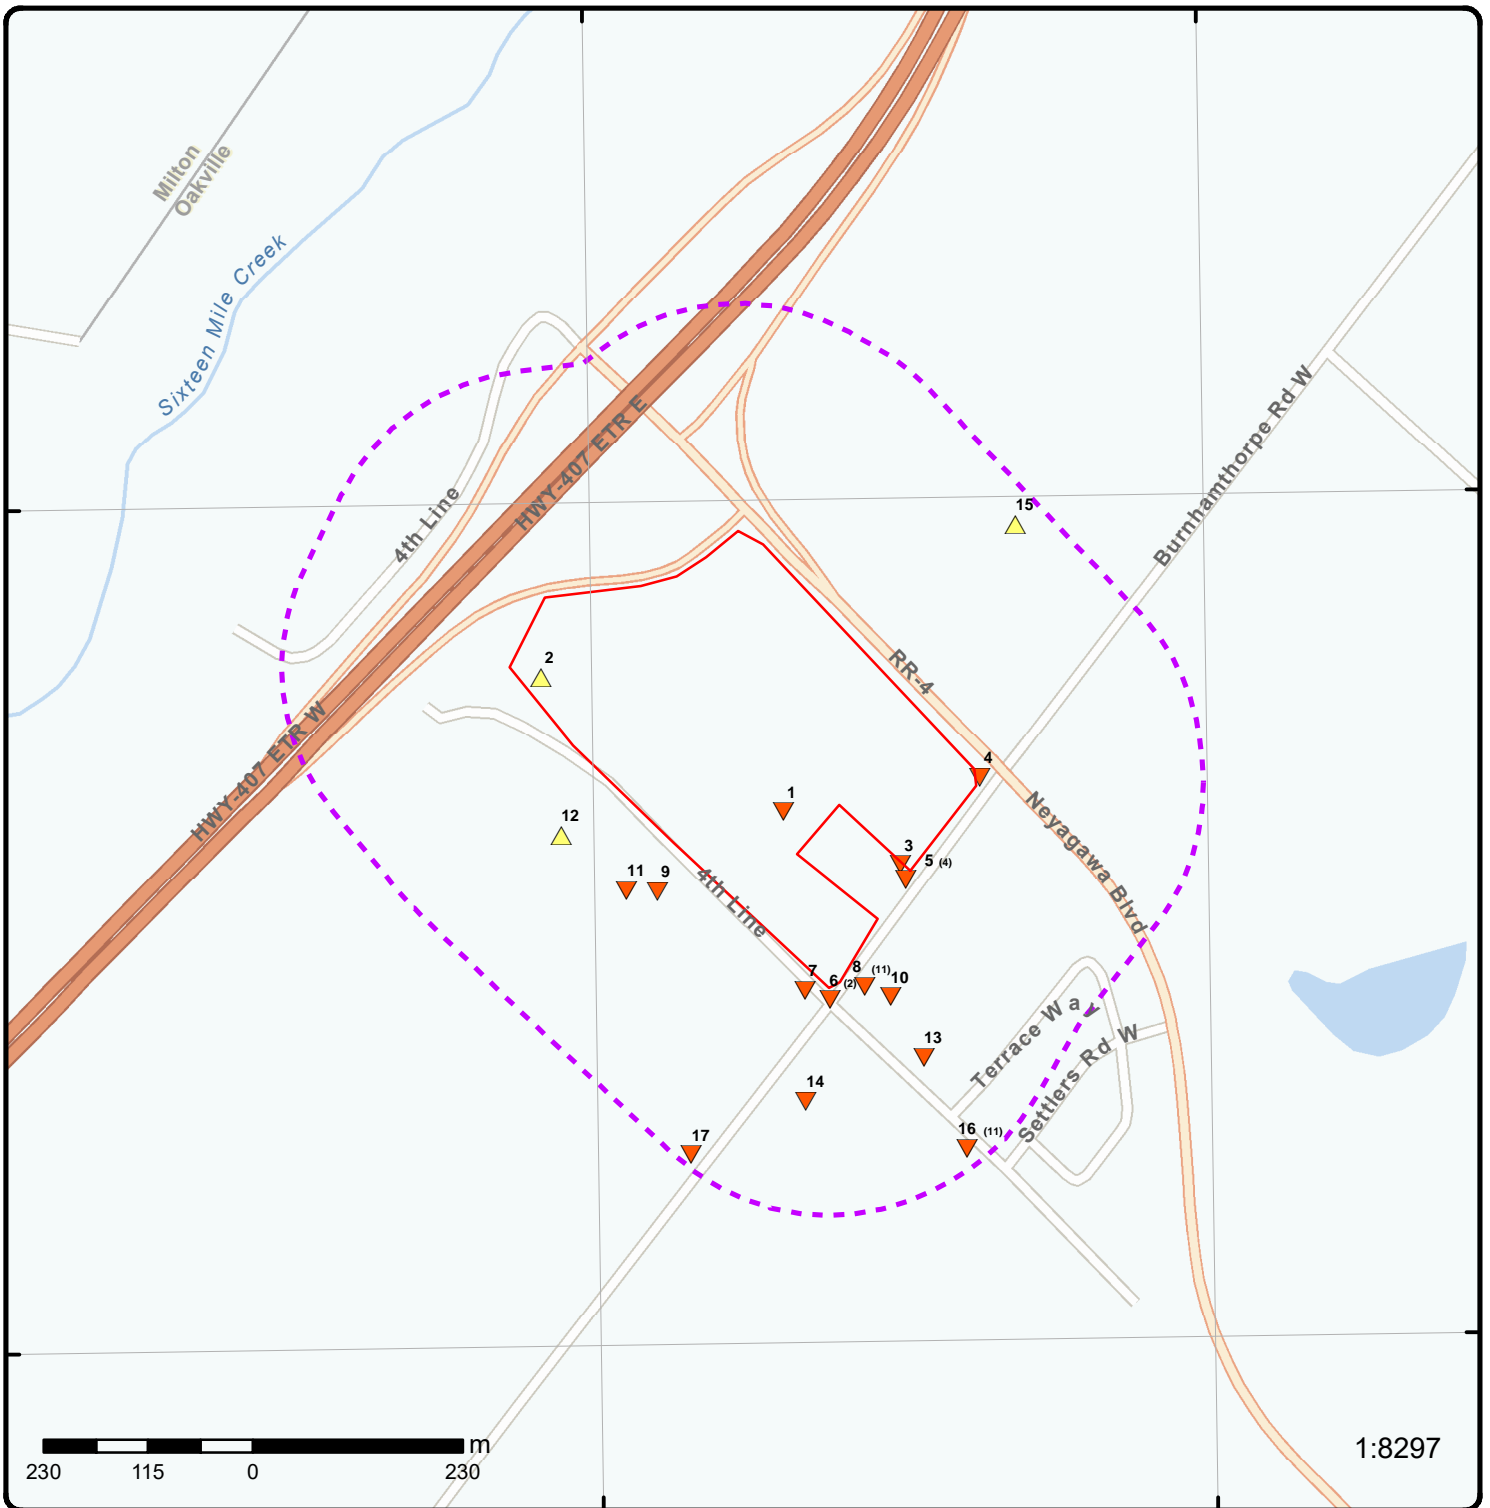 Milton
Oakville
Sixteen Mile Creek
4th Line
HWY-407 ETR E
Burnhamthorpe Rd W
15
RR-4
2
HWY-407 ETR W
4
1
Neyagawa Blvd
12
3
5 (4)
11
9
4th Line
7
6 (2)
8 (11)
10
Terrace Way
13
Settlers Rd W
14
16 (11)
17
m
230 115 0 230
1:8297